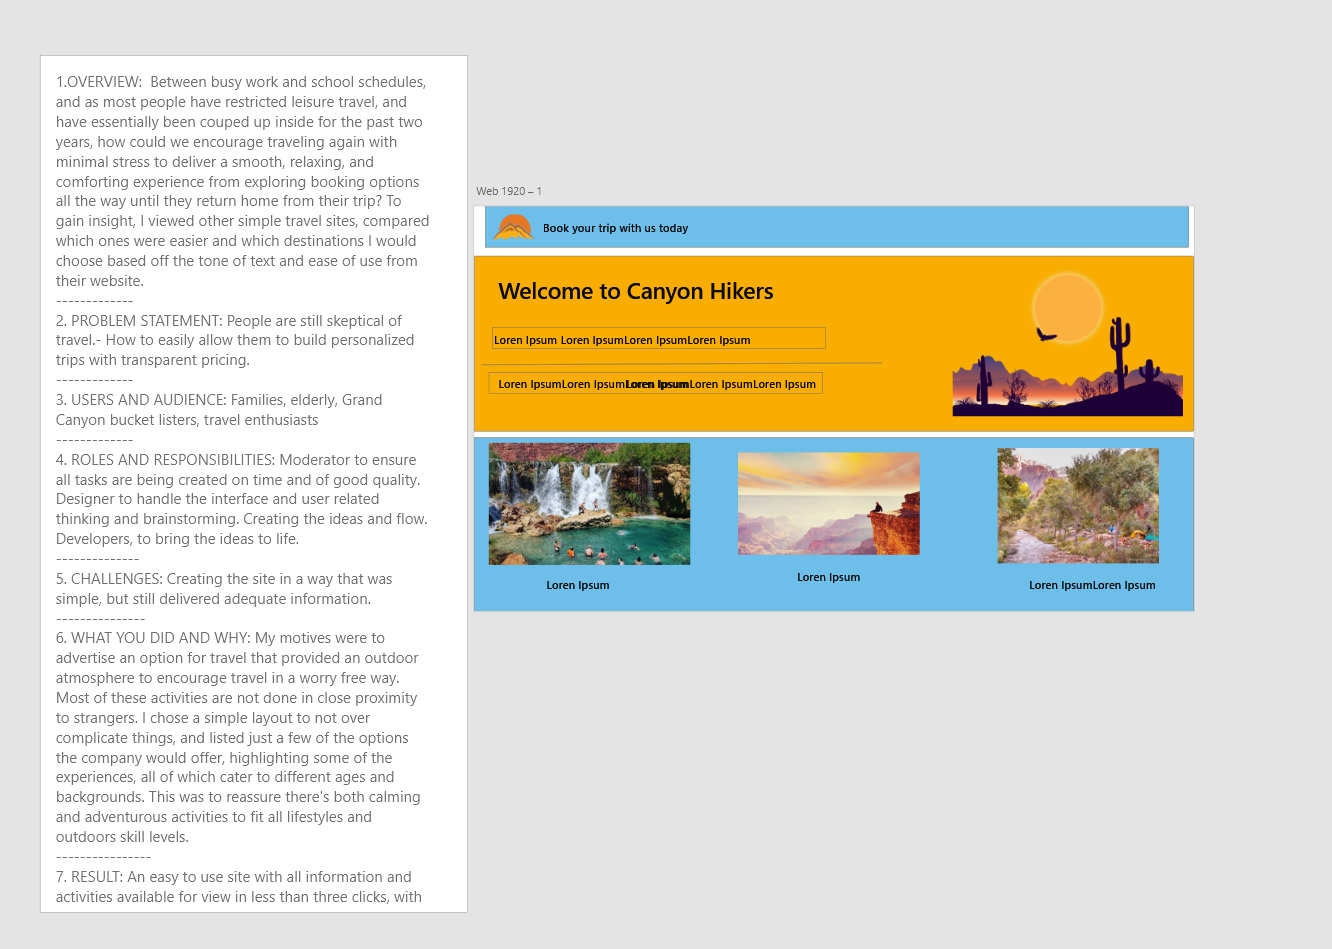 1.OVERVIEW:  Between busy work and school schedules,
and as most people have restricted leisure travel, and
have essentially been couped up inside for the past two
years, how could we encourage traveling again with
minimal stress to deliver a smooth, relaxing, and
comforting experience from exploring booking options
all the way until they return home from their trip? To
gain insight, I viewed other simple travel sites, compared
which ones were easier and which destinations I would
choose based off the tone of text and ease of use from
their website.
-------------
2. PROBLEM STATEMENT: People are still skeptical of
travel.- How to easily allow them to build personalized
trips with transparent pricing.
-------------
3. USERS AND AUDIENCE: Families, elderly, Grand
Canyon bucket listers, travel enthusiasts
-------------
4. ROLES AND RESPONSIBILITIES: Moderator to ensure
all tasks are being created on time and of good quality.
Designer to handle the interface and user related
thinking and brainstorming. Creating the ideas and flow.
Developers, to bring the ideas to life.
--------------
5. CHALLENGES: Creating the site in a way that was
simple, but still delivered adequate information.
---------------
6. WHAT YOU DID AND WHY: My motives were to
advertise an option for travel that provided an outdoor
atmosphere to encourage travel in a worry free way.
Most of these activities are not done in close proximity
to strangers. I chose a simple layout to not over
complicate things, and listed just a few of the options
the company would offer, highlighting some of the
experiences, all of which cater to different ages and
backgrounds. This was to reassure there's both calming
and adventurous activities to fit all lifestyles and
outdoors skill levels.
----------------
7. RESULT: An easy to use site with all information and
activities available for view in less than three clicks, with
Web 1920 – 1
Book your trip with us today
Welcome to Canyon Hikers
Loren Ipsum Loren IpsumLoren IpsumLoren Ipsum
Loren IpsumLoren IpsumLoren IpsumLoren IpsumLoren Ipsum
Loren Ipsum
Loren Ipsum
Loren IpsumLoren Ipsum